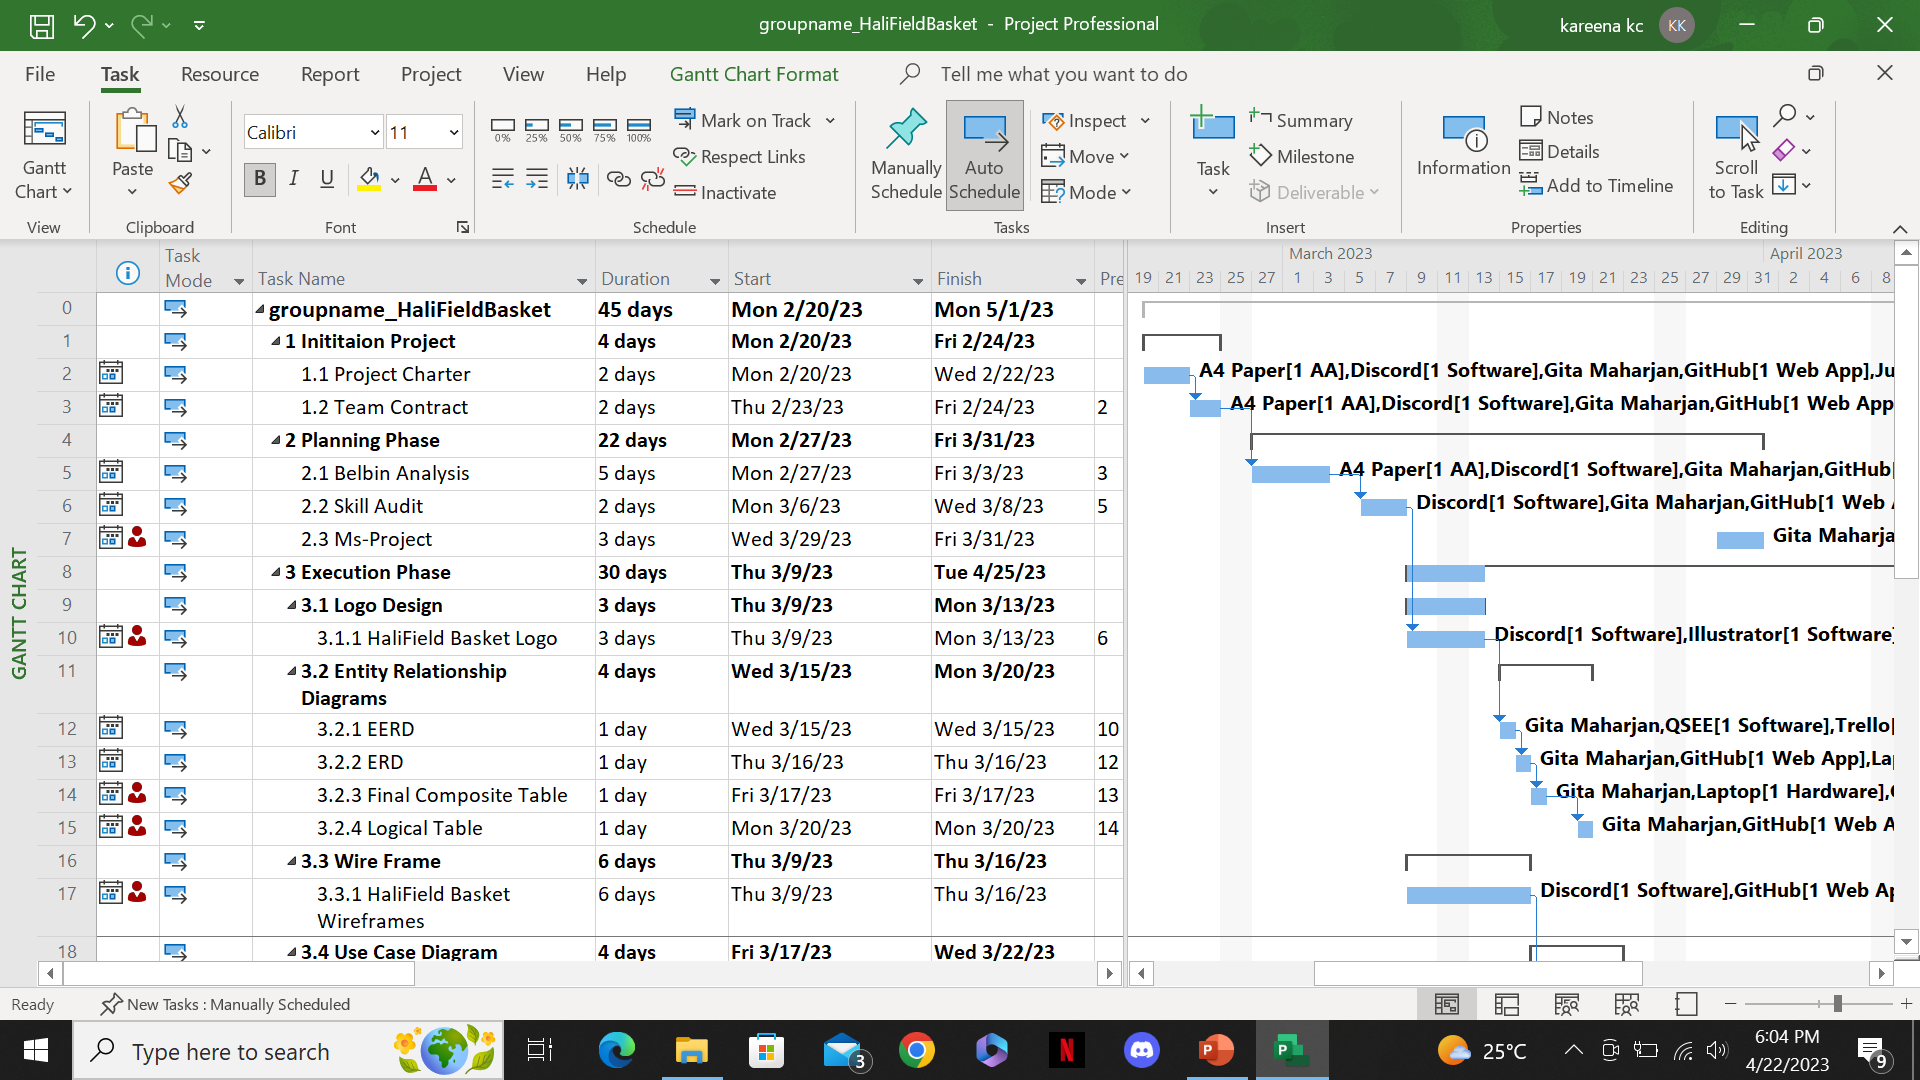 groupname_HaliFieldBasket - Project Professional
kareena kc
KK
File Task Resource Report Project View Help Gantt Chart Format Tell me what you want to do
Gantt Chart
View
Paste
Clipboard
Calibri 11
B I U A
Font
0% 25% 50% 75% 100%
Mark on Track
Respect Links
Inactivate
Schedule
Manually Schedule
Auto Schedule
Inspect
Move
Mode
Tasks
Task
Summary
Milestone
Deliverable
Insert
Information
Notes
Details
Add to Timeline
Properties
Scroll to Task
Editing
Task Mode Task Name Duration Start Finish Pre
March 2023 April 2023
19 21 23 25 27 1 3 5 7 9 11 13 15 17 19 21 23 25 27 29 31 2 4 6 8
GANTT CHART
0 groupname_HaliFieldBasket 45 days Mon 2/20/23 Mon 5/1/23
1 1 Inititaion Project 4 days Mon 2/20/23 Fri 2/24/23
2 1.1 Project Charter 2 days Mon 2/20/23 Wed 2/22/23 A4 Paper[1 AA],Discord[1 Software],Gita Maharjan,GitHub[1 Web App],Ju
3 1.2 Team Contract 2 days Thu 2/23/23 Fri 2/24/23 2 A4 Paper[1 AA],Discord[1 Software],Gita Maharjan,GitHub[1 Web App
4 2 Planning Phase 22 days Mon 2/27/23 Fri 3/31/23
5 2.1 Belbin Analysis 5 days Mon 2/27/23 Fri 3/3/23 3 A4 Paper[1 AA],Discord[1 Software],Gita Maharjan,GitHub[
6 2.2 Skill Audit 2 days Mon 3/6/23 Wed 3/8/23 5 Discord[1 Software],Gita Maharjan,GitHub[1 Web
7 2.3 Ms-Project 3 days Wed 3/29/23 Fri 3/31/23 Gita Maharja
8 3 Execution Phase 30 days Thu 3/9/23 Tue 4/25/23
9 3.1 Logo Design 3 days Thu 3/9/23 Mon 3/13/23
10 3.1.1 HaliField Basket Logo 3 days Thu 3/9/23 Mon 3/13/23 6 Discord[1 Software],Illustrator[1 Software]
11 3.2 Entity Relationship Diagrams 4 days Wed 3/15/23 Mon 3/20/23
12 3.2.1 EERD 1 day Wed 3/15/23 Wed 3/15/23 10 Gita Maharjan,QSEE[1 Software],Trello[
13 3.2.2 ERD 1 day Thu 3/16/23 Thu 3/16/23 12 Gita Maharjan,GitHub[1 Web App],La
14 3.2.3 Final Composite Table 1 day Fri 3/17/23 Fri 3/17/23 13 Gita Maharjan,Laptop[1 Hardware],
15 3.2.4 Logical Table 1 day Mon 3/20/23 Mon 3/20/23 14 Gita Maharjan,GitHub[1 Web A
16 3.3 Wire Frame 6 days Thu 3/9/23 Thu 3/16/23
17 3.3.1 HaliField Basket Wireframes 6 days Thu 3/9/23 Thu 3/16/23 Discord[1 Software],GitHub[1 Web Ap
18 3.4 Use Case Diagram 4 days Fri 3/17/23 Wed 3/22/23
Ready New Tasks : Manually Scheduled
Type here to search
3
25°C
6:04 PM
4/22/2023
9